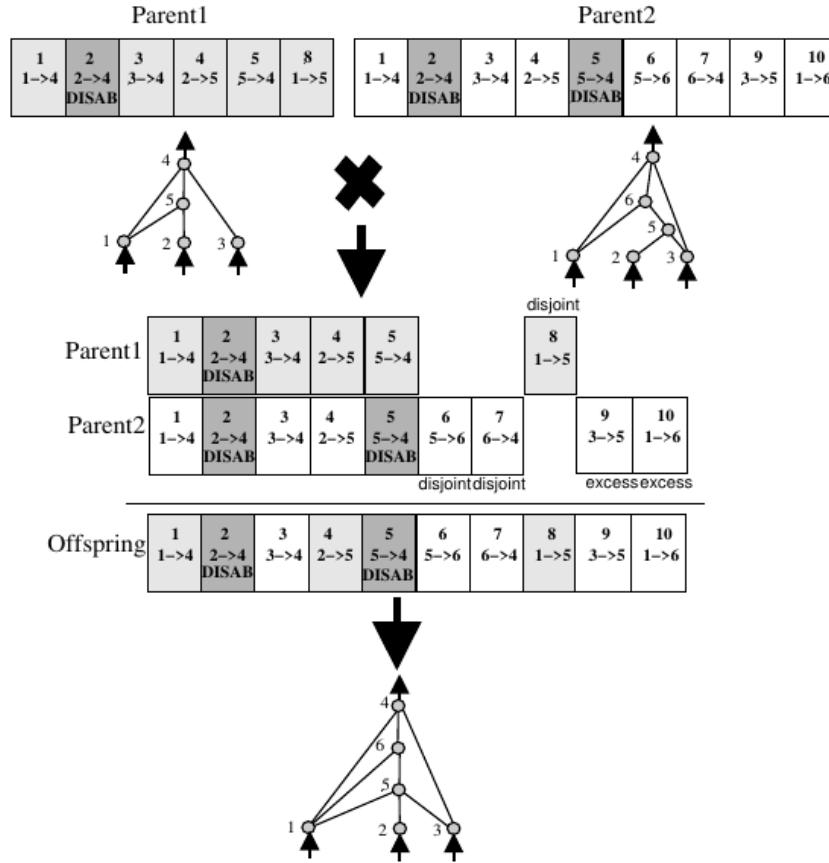 Parent1 Parent2
1 2 3 4 5 8 1 2 3 4 5 6 7 9 10
1->4 2->4 3->4 2->5 5->4 1->5 1->4 2->4 3->4 2->5 5->4 5->6 6->4 3->5 1->6
DISAB DISAB DISAB
4 4
5 6
5
1 2 3 1 2 3
disjoint
Parent1 1 2 3 4 5 8
1->4 2->4 3->4 2->5 5->4 1->5
DISAB
Parent2 1 2 3 4 5 6 7 9 10
1->4 2->4 3->4 2->5 5->4 5->6 6->4 3->5 1->6
DISAB DISAB
disjoint disjoint excess excess
Offspring 1 2 3 4 5 6 7 8 9 10
1->4 2->4 3->4 2->5 5->4 5->6 6->4 1->5 3->5 1->6
DISAB DISAB
4
6
5
1 2 3